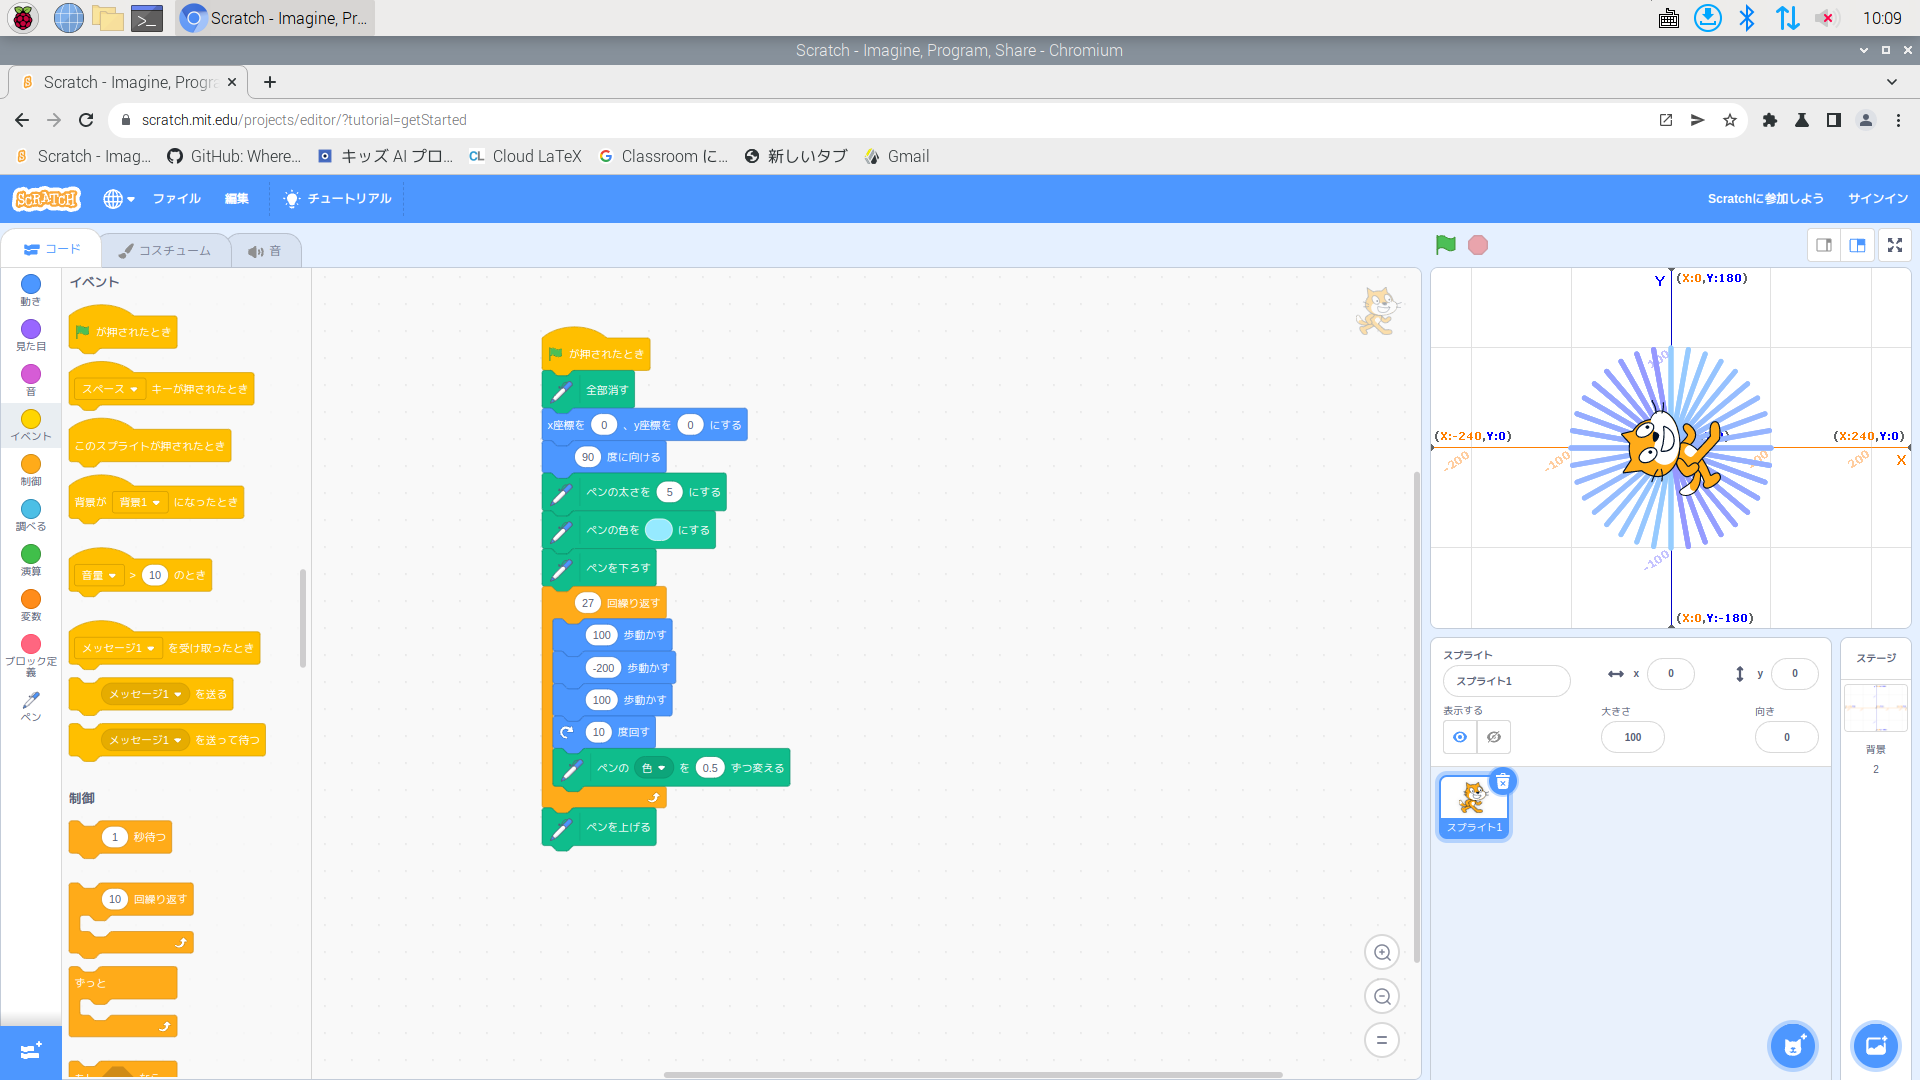 Scratch - Imagine, Pr...
10:09
Scratch - Imagine, Program, Share - Chromium
Scratch - Imagine, Progra
scratch.mit.edu/projects/editor/?tutorial=getStarted
Scratch - Imag...
GitHub: Where...
キッズ AI プロ...
CL Cloud LaTeX
Classroom に...
新しいタブ
Gmail
SCRATCH
ファイル
編集
チュートリアル
Scratchに参加しよう
サインイン
コード
コスチューム
音
動き
見た目
音
イベント
制御
調べる
演算
変数
ブロック定義
ペン
イベント
が押されたとき
スペース キーが押されたとき
このスプライトが押されたとき
背景が 背景1 になったとき
音量 > 10 のとき
メッセージ1 を受け取ったとき
メッセージ1 を送る
メッセージ1 を送って待つ
制御
1 秒待つ
10 回繰り返す
ずっと
が押されたとき
全部消す
x座標を 0 、y座標を 0 にする
90 度に向ける
ペンの太さを 5 にする
ペンの色を にする
ペンを下ろす
27 回繰り返す
100 歩動かす
-200 歩動かす
100 歩動かす
10 度回す
ペンの 色 を 0.5 ずつ変える
ペンを上げる
Y (X:0,Y:180)
100
(X:-240,Y:0)
(X:240,Y:0)
-200
-100
200
X
-100
(X:0,Y:-180)
スプライト
スプライト1
x 0
y 0
表示する
大きさ
100
向き
0
スプライト1
ステージ
背景
2